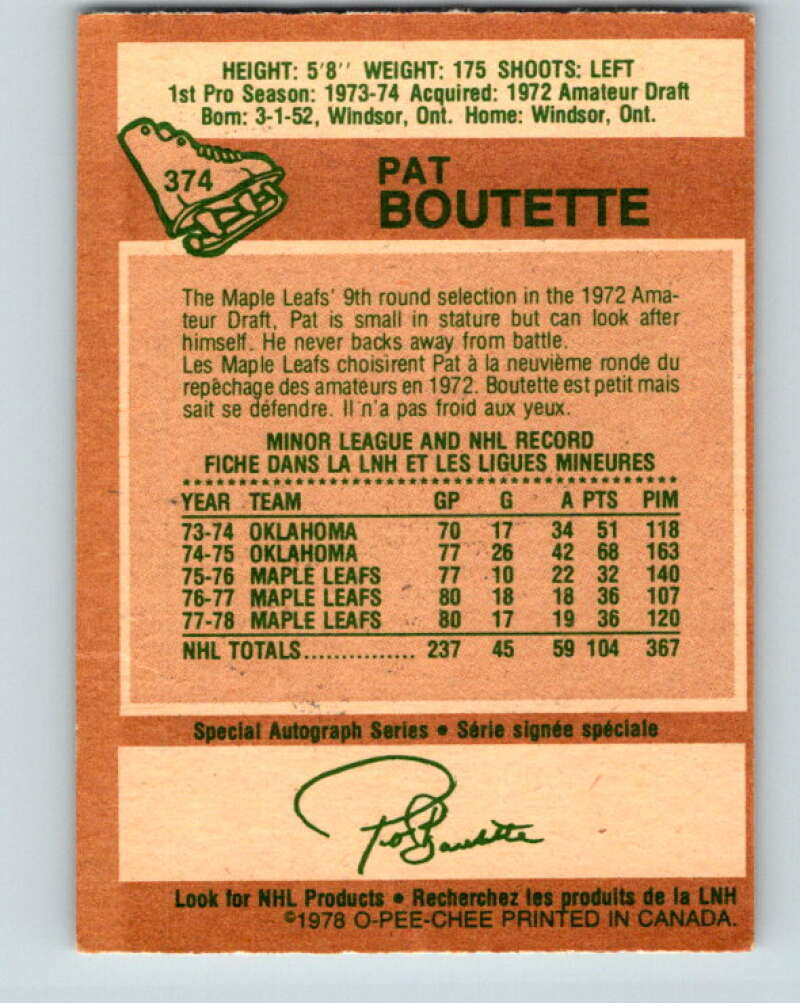 HEIGHT: 5'8'' WEIGHT: 175 SHOOTS: LEFT
1st Pro Season: 1973-74 Acquired: 1972 Amateur Draft
Born: 3-1-52, Windsor, Ont. Home: Windsor, Ont.
374
PAT
BOUTETTE
The Maple Leafs' 9th round selection in the 1972 Ama-
teur Draft, Pat is small in stature but can look after
himself. He never backs away from battle.
Les Maple Leafs choisirent Pat à la neuvième ronde du
repêchage des amateurs en 1972. Boutette est petit mais
sait se défendre. Il n'a pas froid aux yeux.
MINOR LEAGUE AND NHL RECORD
FICHE DANS LA LNH ET LES LIGUES MINEURES
YEAR TEAM GP G A PTS PIM
73-74 OKLAHOMA 70 17 34 51 118
74-75 OKLAHOMA 77 26 42 68 163
75-76 MAPLE LEAFS 77 10 22 32 140
76-77 MAPLE LEAFS 80 18 18 36 107
77-78 MAPLE LEAFS 80 17 19 36 120
NHL TOTALS............... 237 45 59 104 367
Special Autograph Series • Série signée spéciale
Pat Boutette
Look for NHL Products • Recherchez les produits de la LNH
©1978 O-PEE-CHEE PRINTED IN CANADA.